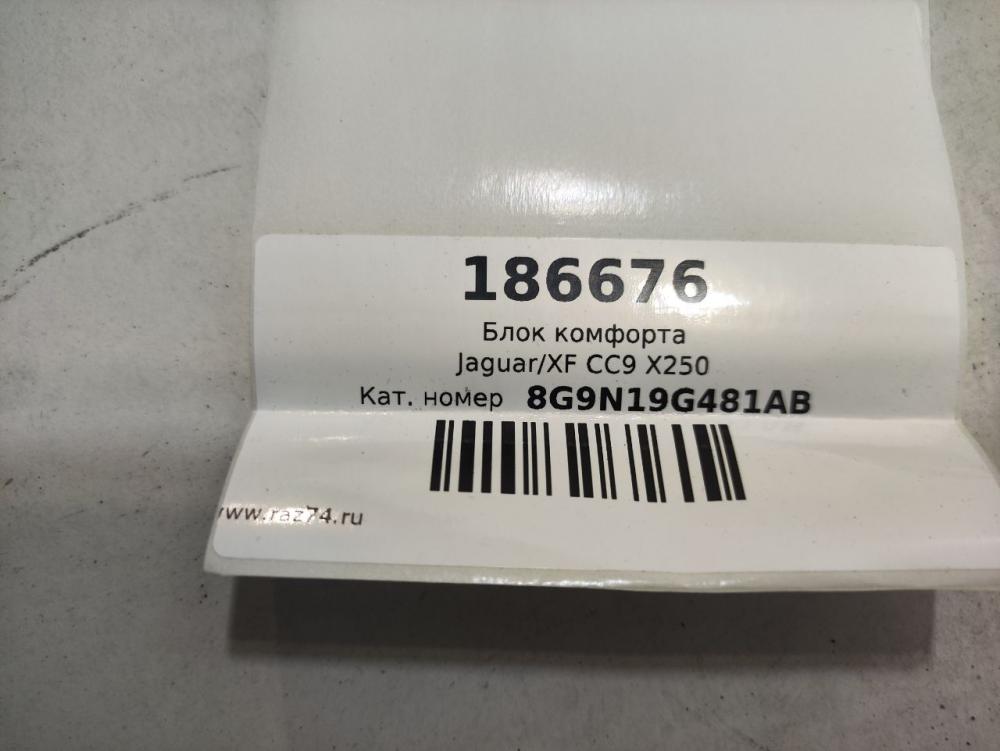 186676
Блок комфорта
Jaguar/XF CC9 X250
Кат. номер 8G9N19G481AB
www.raz74.ru